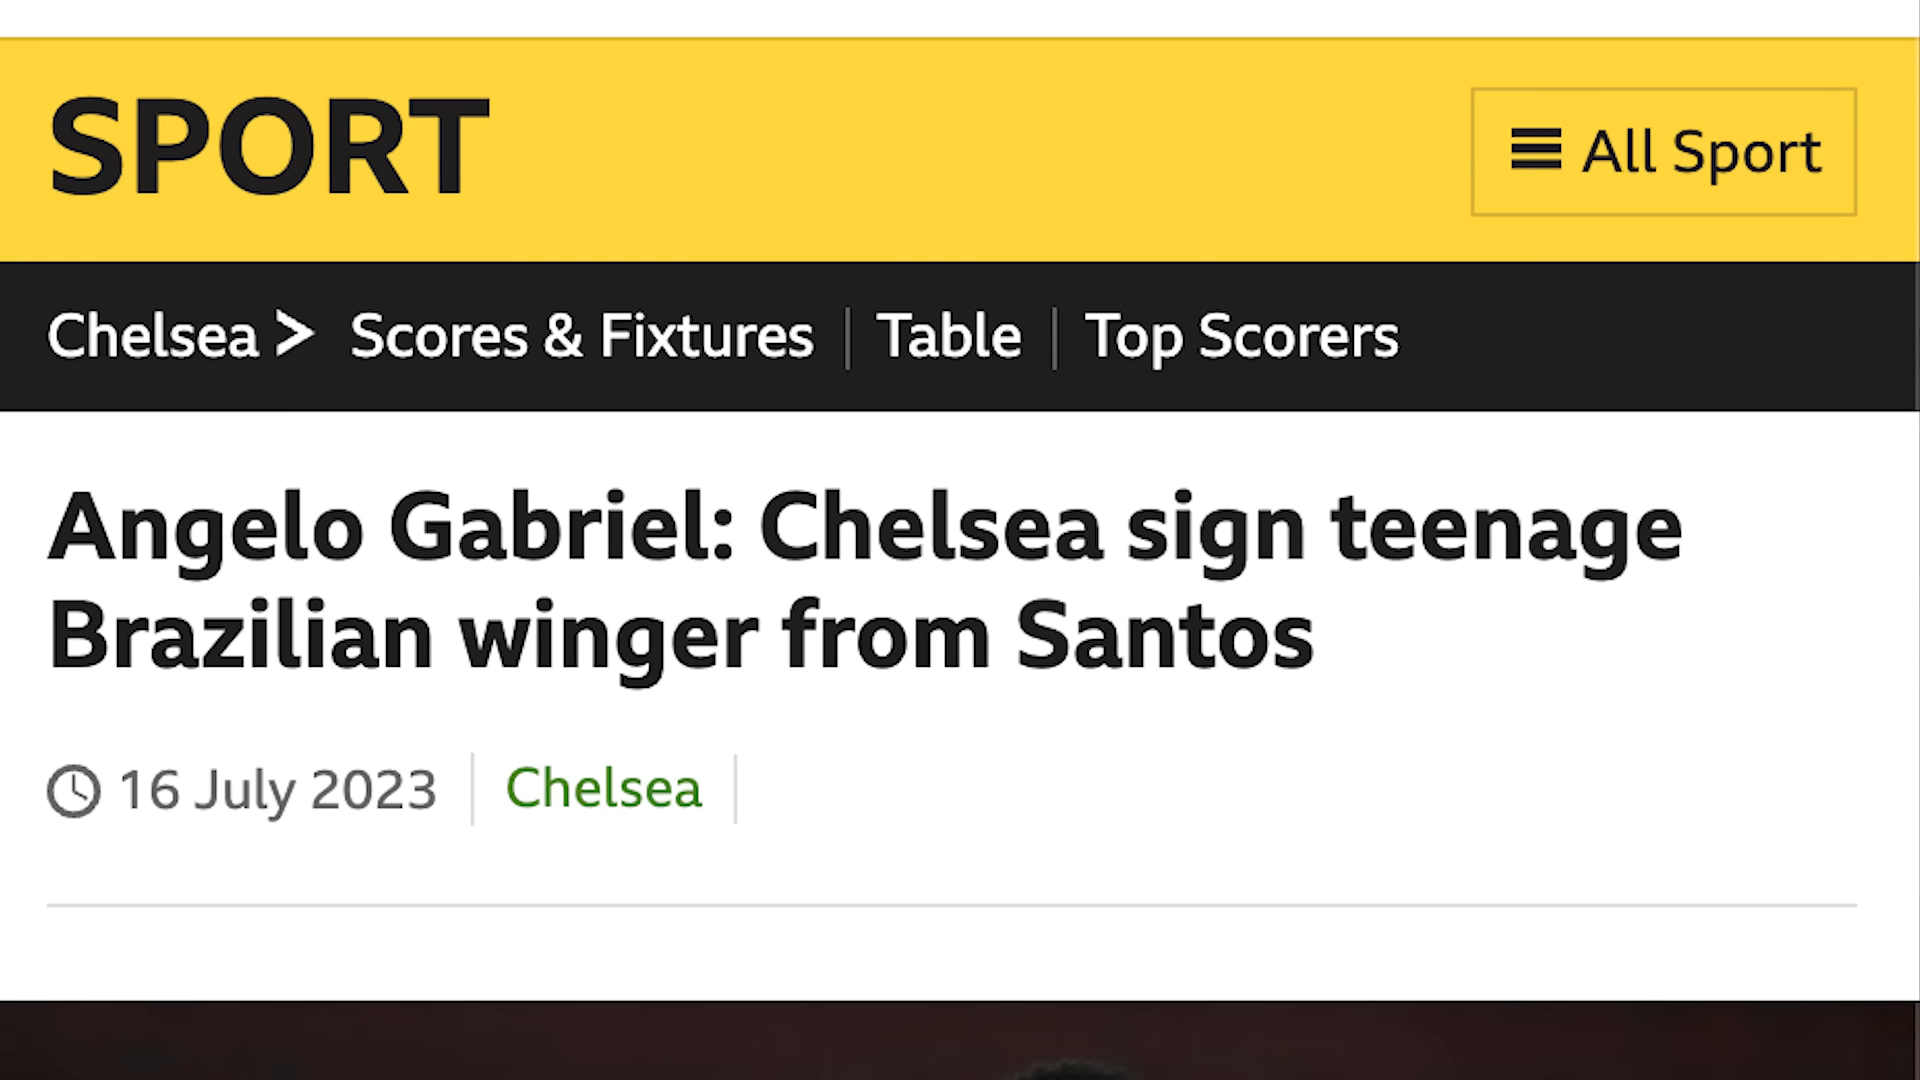 SPORT
All Sport
Chelsea Scores & Fixtures Table Top Scorers
Angelo Gabriel: Chelsea sign teenage
Brazilian winger from Santos
16 July 2023 Chelsea